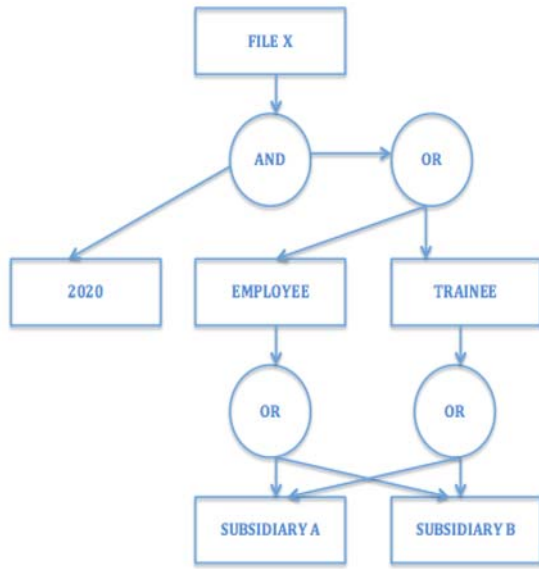 FILE X
AND
OR
2020
EMPLOYEE
TRAINEE
OR
OR
SUBSIDIARY A
SUBSIDIARY B